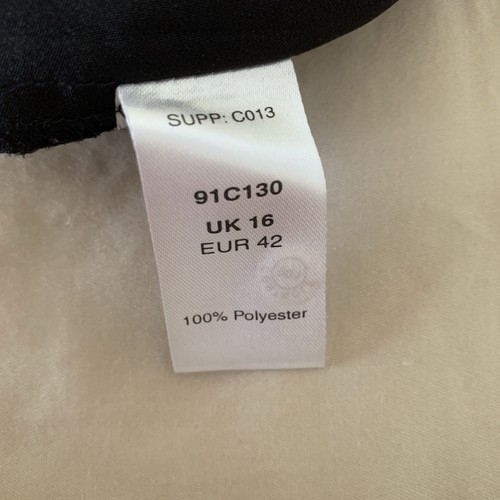 SUPP: C013
91C130
UK 16
EUR 42
100% Polyester